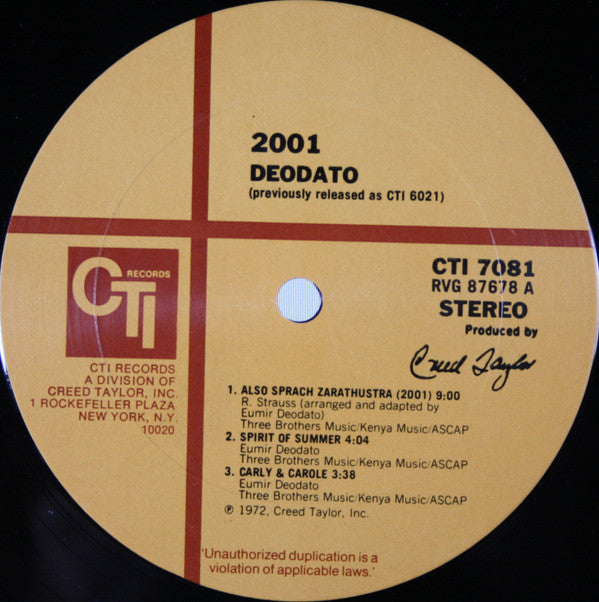 2001
DEODATO
(previously released as CTI 6021)
CTI RECORDS
CTI RECORDS
A DIVISION OF
CREED TAYLOR, INC.
1 ROCKEFELLER PLAZA
NEW YORK, N.Y.
10020
CTI 7081
RVG 87678 A
STEREO
Produced by
Creed Taylor
1. ALSO SPRACH ZARATHUSTRA (2001) 9:00
R. Strauss (arranged and adapted by
Eumir Deodato)
Three Brothers Music/Kenya Music/ASCAP
2. SPIRIT OF SUMMER 4:04
Eumir Deodato
Three Brothers Music/Kenya Music/ASCAP
3. CARLY & CAROLE 3:38
Eumir Deodato
Three Brothers Music/Kenya Music/ASCAP
℗ 1972, Creed Taylor, Inc.
'Unauthorized duplication is a
violation of applicable laws.'